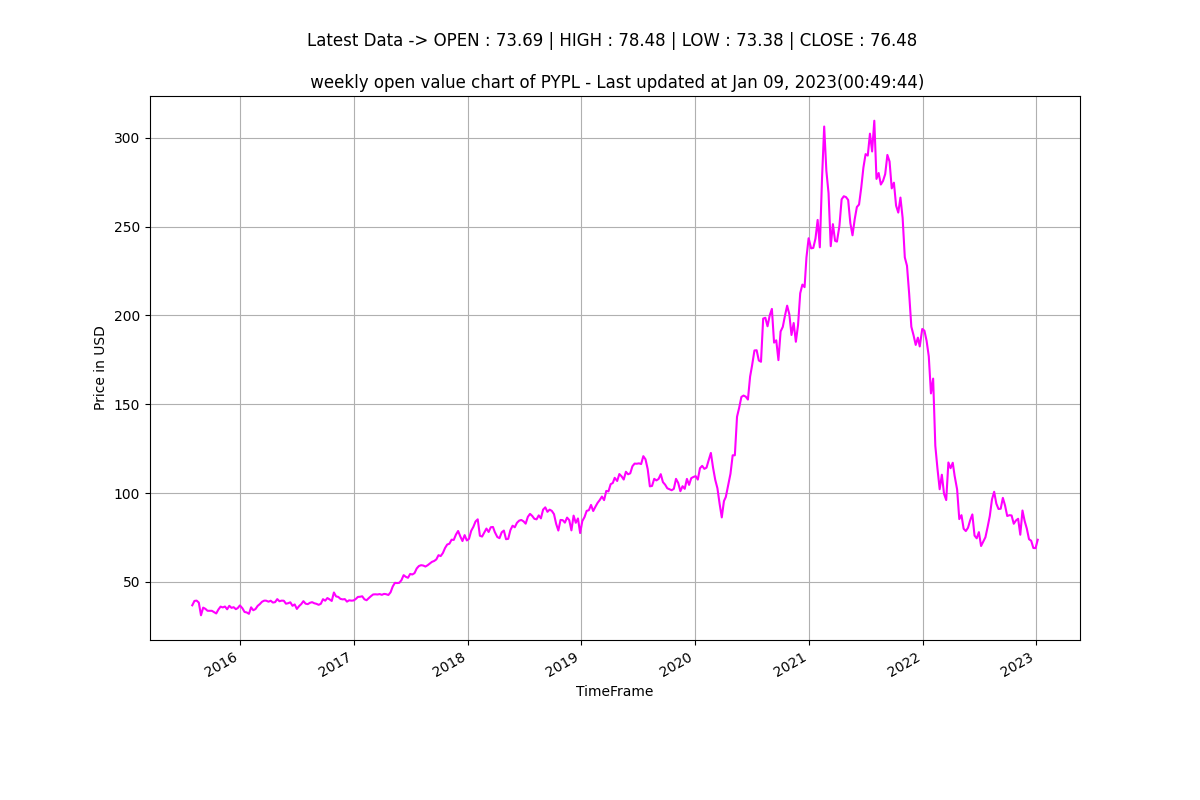 Latest Data -> OPEN : 73.69 | HIGH : 78.48 | LOW : 73.38 | CLOSE : 76.48
weekly open value chart of PYPL - Last updated at Jan 09, 2023(00:49:44)
300
250
200
150
100
50
Price in USD
2016 2017 2018 2019 2020 2021 2022 2023
TimeFrame